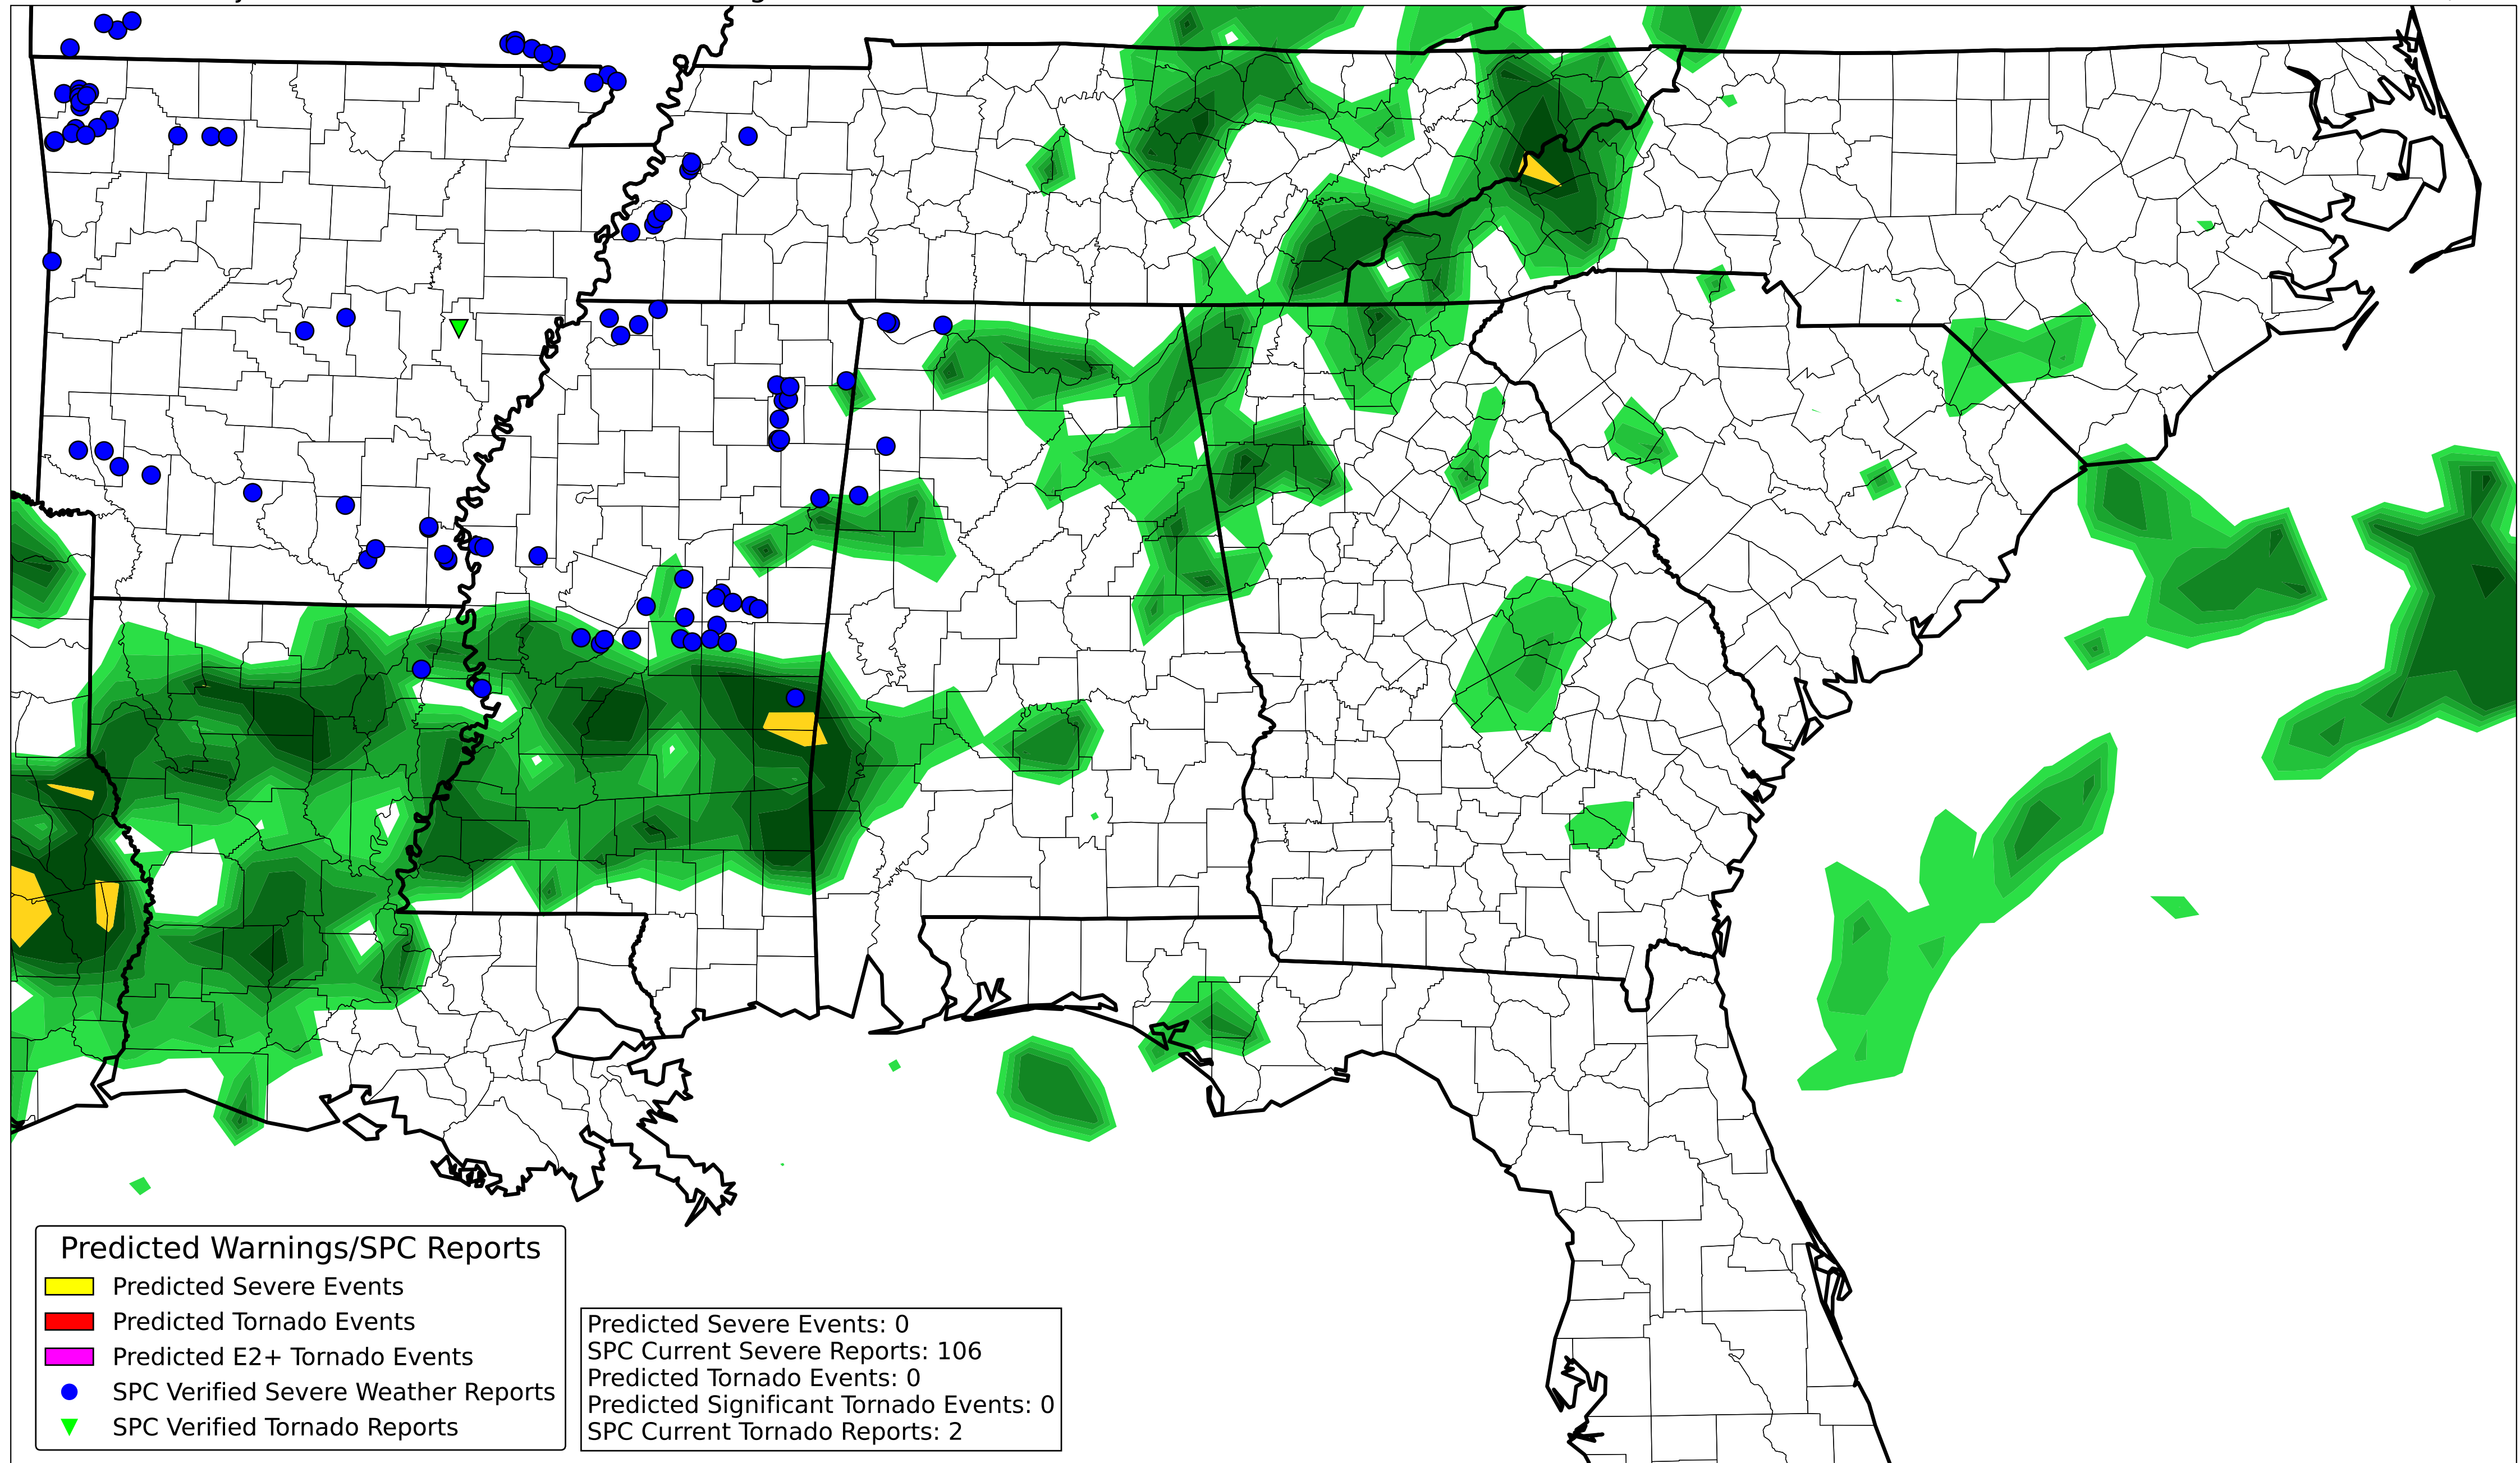 Predicted Warnings/SPC Reports
Predicted Severe Events
Predicted Tornado Events
Predicted E2+ Tornado Events
SPC Verified Severe Weather Reports
SPC Verified Tornado Reports
Predicted Severe Events: 0
SPC Current Severe Reports: 106
Predicted Tornado Events: 0
Predicted Significant Tornado Events: 0
SPC Current Tornado Reports: 2